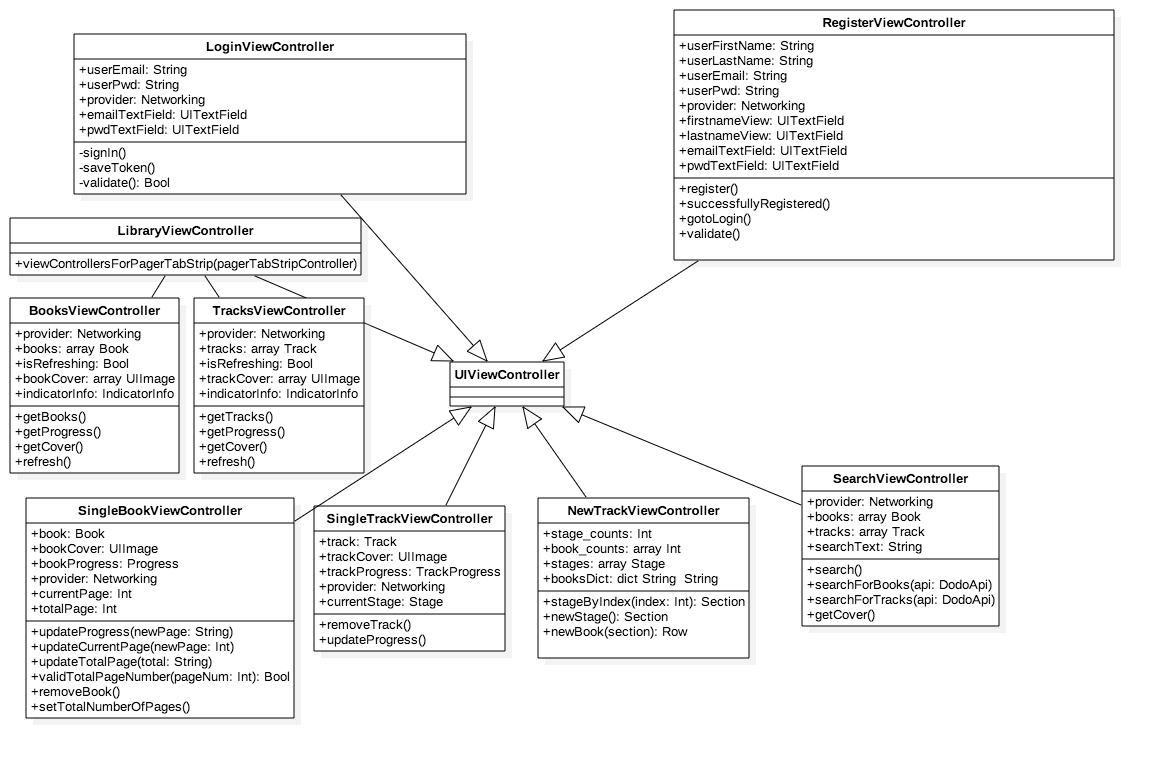 LoginViewController
+userEmail: String
+userPwd: String
+provider: Networking
+emailTextField: UITextField
+pwdTextField: UITextField
-signIn()
-saveToken()
-validate(): Bool
RegisterViewController
+userFirstName: String
+userLastName: String
+userEmail: String
+userPwd: String
+provider: Networking
+firstnameView: UITextField
+lastnameView: UITextField
+emailTextField: UITextField
+pwdTextField: UITextField
+register()
+successfullyRegistered()
+gotoLogin()
+validate()
LibraryViewController
+viewControllersForPagerTabStrip(pagerTabStripController)
BooksViewController
+provider: Networking
+books: array Book
+isRefreshing: Bool
+bookCover: array UIImage
+indicatorInfo: IndicatorInfo
+getBooks()
+getProgress()
+getCover()
+refresh()
TracksViewController
+provider: Networking
+tracks: array Track
+isRefreshing: Bool
+trackCover: array UIImage
+indicatorInfo: IndicatorInfo
+getTracks()
+getProgress()
+getCover()
+refresh()
UIViewController
SingleBookViewController
+book: Book
+bookCover: UIImage
+bookProgress: Progress
+provider: Networking
+currentPage: Int
+totalPage: Int
+updateProgress(newPage: String)
+updateCurrentPage(newPage: Int)
+updateTotalPage(total: String)
+validTotalPageNumber(pageNum: Int): Bool
+removeBook()
+setTotalNumberOfPages()
SingleTrackViewController
+track: Track
+trackCover: UIImage
+trackProgress: TrackProgress
+provider: Networking
+currentStage: Stage
+removeTrack()
+updateProgress()
NewTrackViewController
+stage_counts: Int
+book_counts: array Int
+stages: array Stage
+booksDict: dict String  String
+stageByIndex(index: Int): Section
+newStage(): Section
+newBook(section): Row
SearchViewController
+provider: Networking
+books: array Book
+tracks: array Track
+searchText: String
+search()
+searchForBooks(api: DodoApi)
+searchForTracks(api: DodoApi)
+getCover()